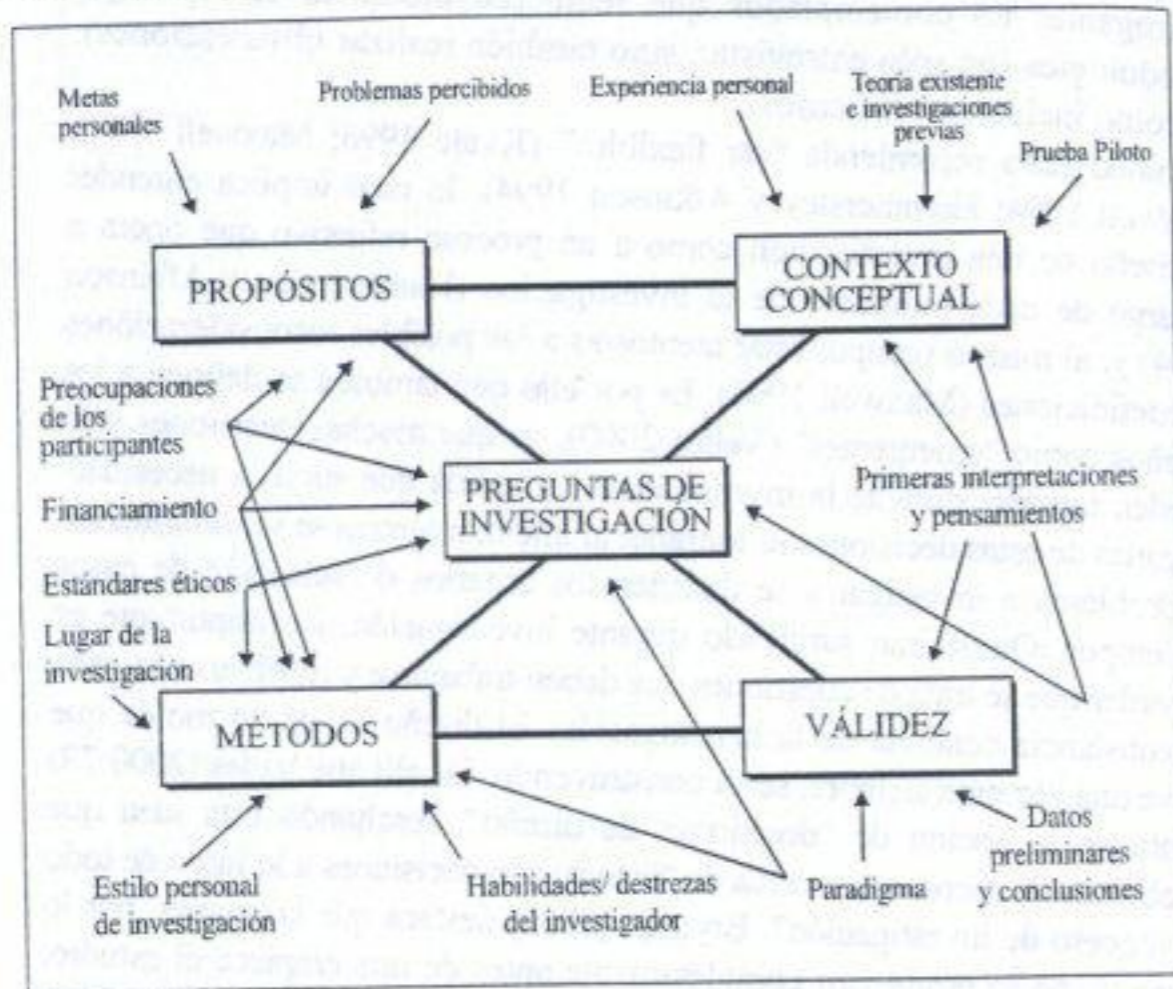 Metas
personales
Problemas percibidos
Experiencia personal
Teoría existente
e investigaciones
previas
Prueba Piloto
PROPÓSITOS
CONTEXTO
CONCEPTUAL
Preocupaciones
de los
participantes
PREGUNTAS DE
INVESTIGACIÓN
Primeras interpretaciones
y pensamientos
Financiamiento
Estándares éticos
Lugar de la
investigación
MÉTODOS
VÁLIDEZ
Estilo personal
de investigación
Habilidades/ destrezas
del investigador
Paradigma
Datos
preliminares
y conclusiones